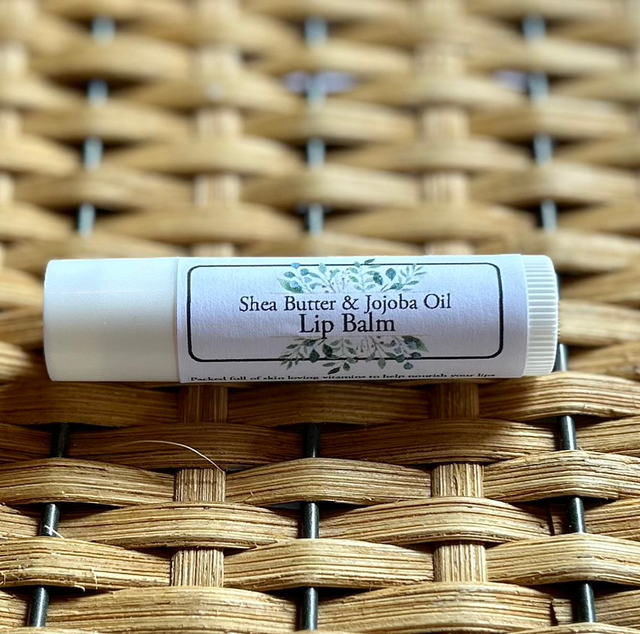 Shea Butter & Jojoba Oil
Lip Balm
Packed full of skin loving vitamins to help nourish your lips